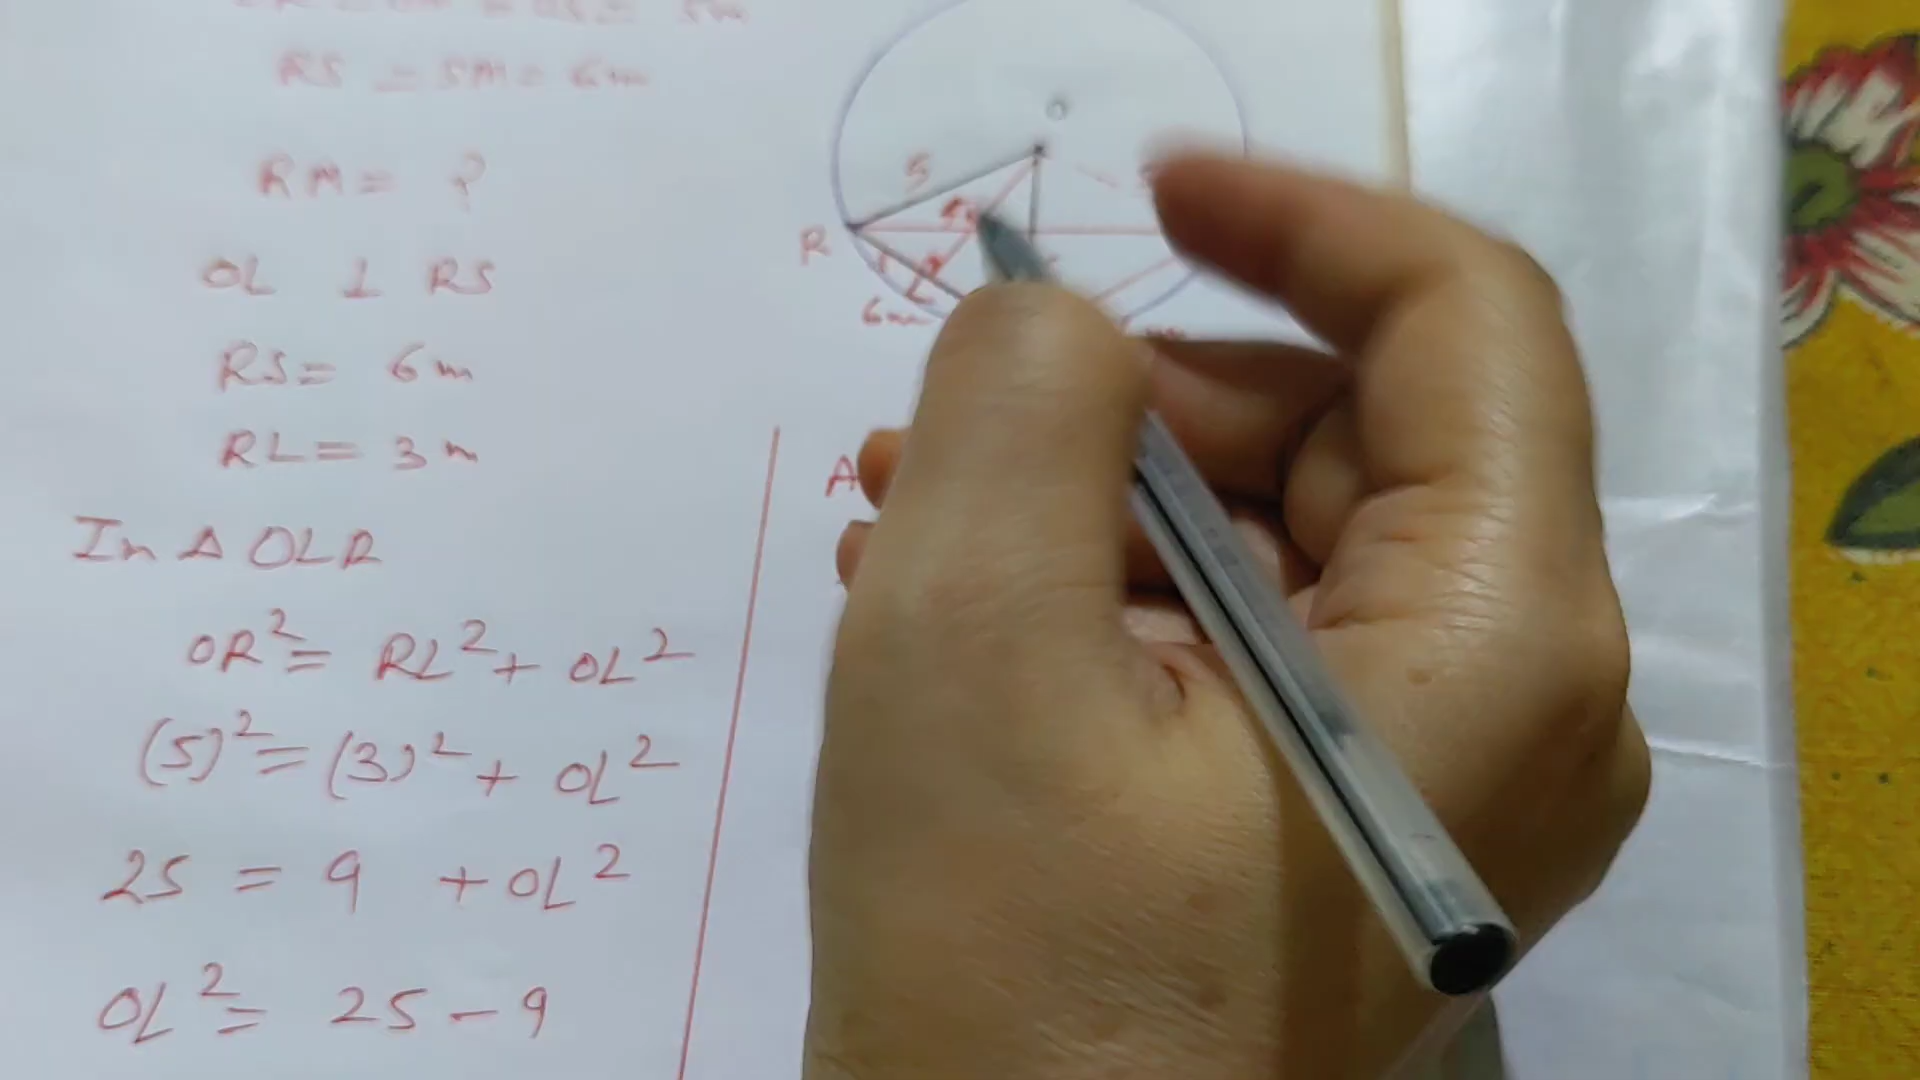 RS = SM = 6m
RM = ?
OL ⊥ RS
RS = 6m
RL = 3m
In Δ OLR
OR² = RL² + OL²
(5)² = (3)² + OL²
25 = 9 + OL²
OL² = 25 - 9
O
5
R
L
6m
A